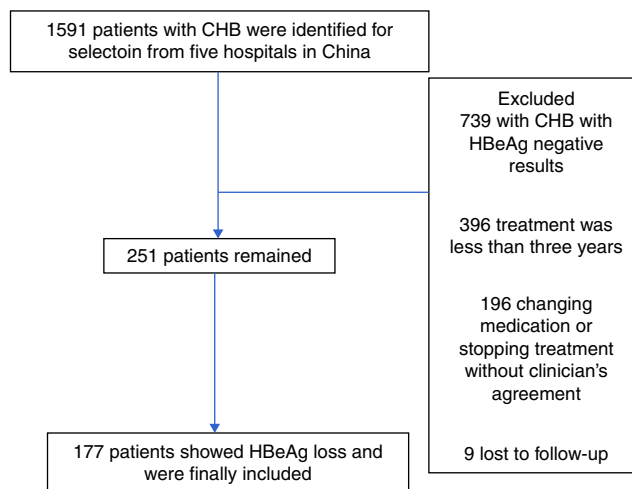 1591 patients with CHB were identified for
selectoin from five hospitals in China
Excluded
739 with CHB with
HBeAg negative
results
396 treatment was
less than three years
196 changing
medication or
stopping treatment
without clinician's
agreement
9 lost to follow-up
251 patients remained
177 patients showed HBeAg loss and
were finally included